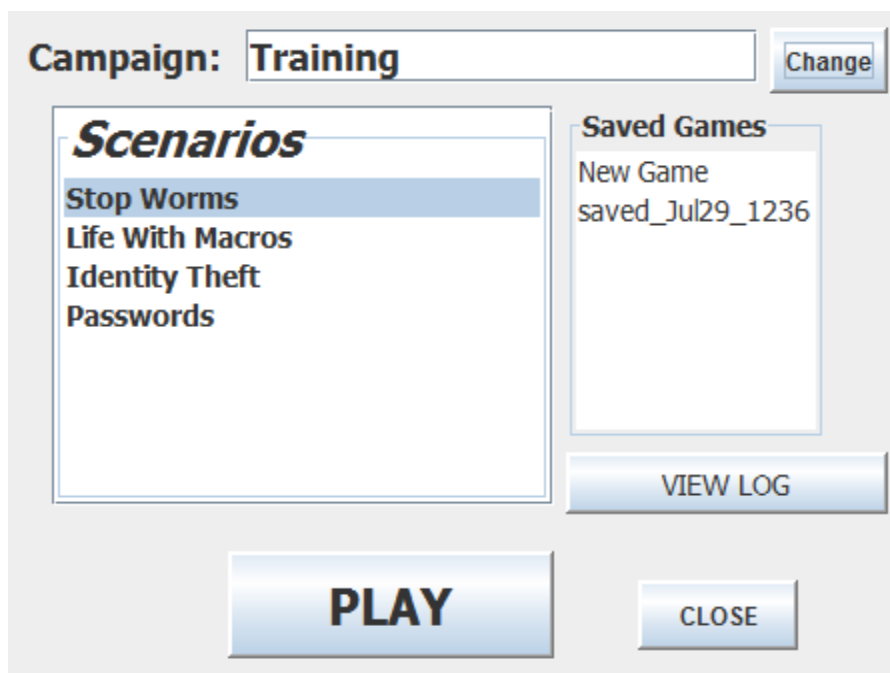 Campaign: Training Change
Scenarios
Stop Worms
Life With Macros
Identity Theft
Passwords
Saved Games
New Game
saved_Jul29_1236
VIEW LOG
PLAY
CLOSE